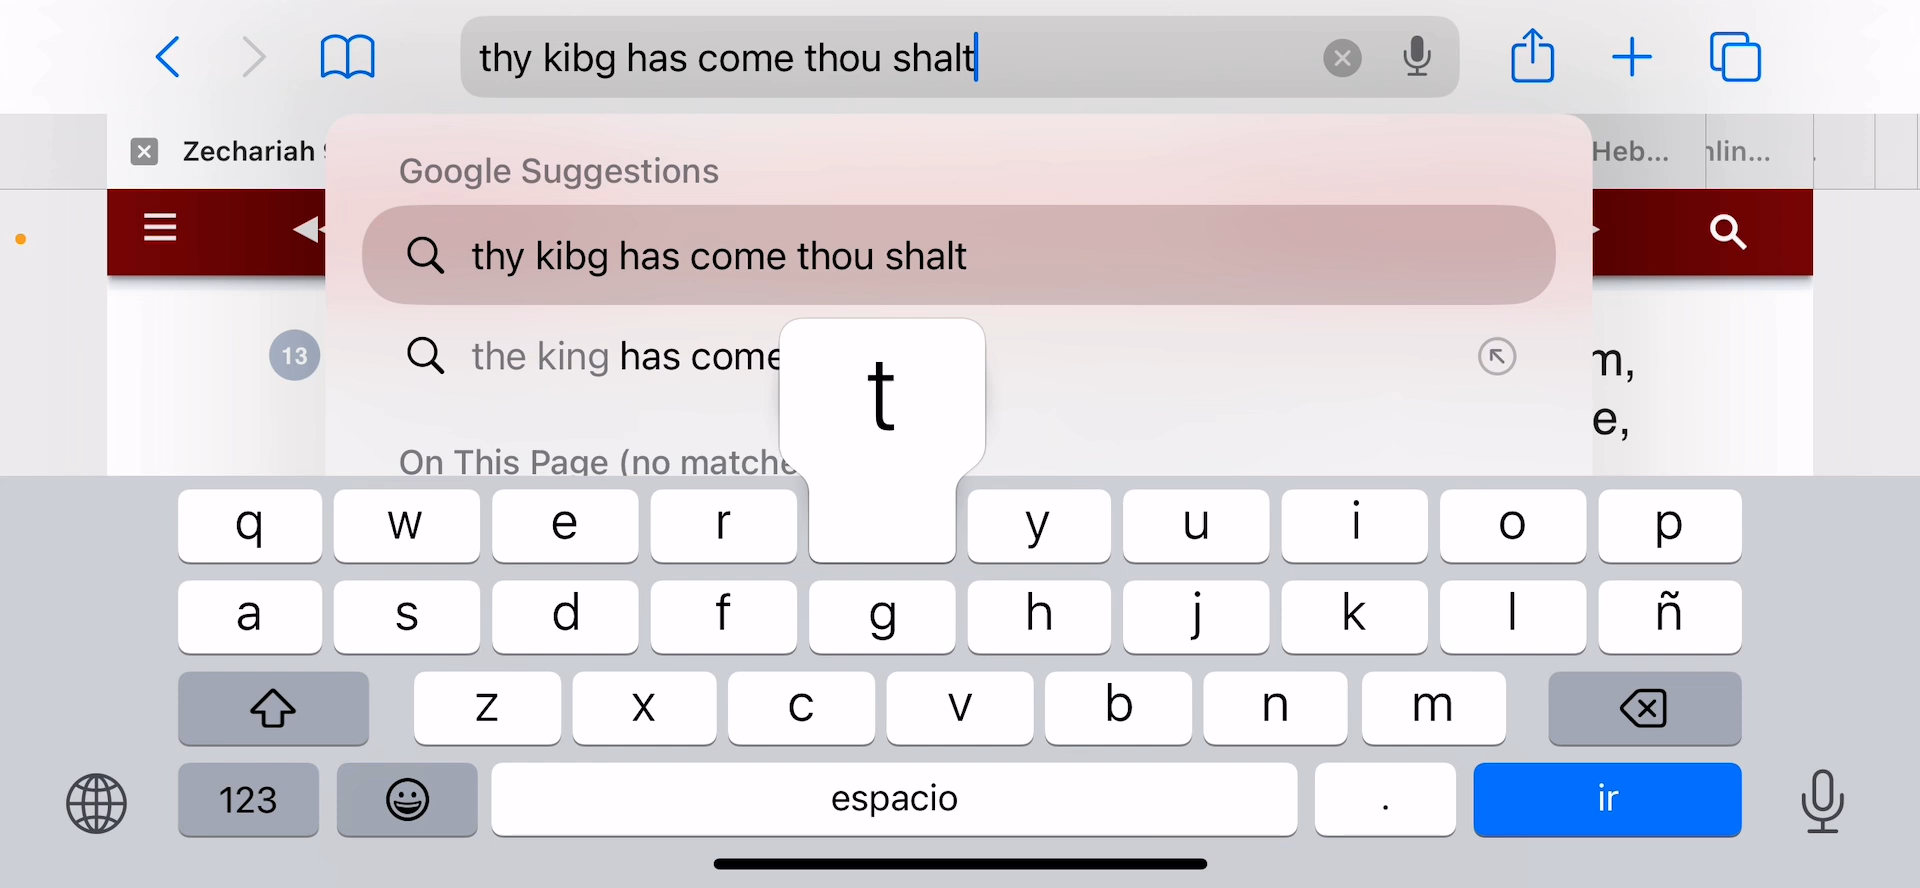 thy kibg has come thou shalt
Zechariah
Heb...
Google Suggestions
thy kibg has come thou shalt
13
the king has come
m,
e,
On This Page (no matche
t
q w e r y u i o p
a s d f g h j k l ñ
z x c v b n m
123 espacio . ir